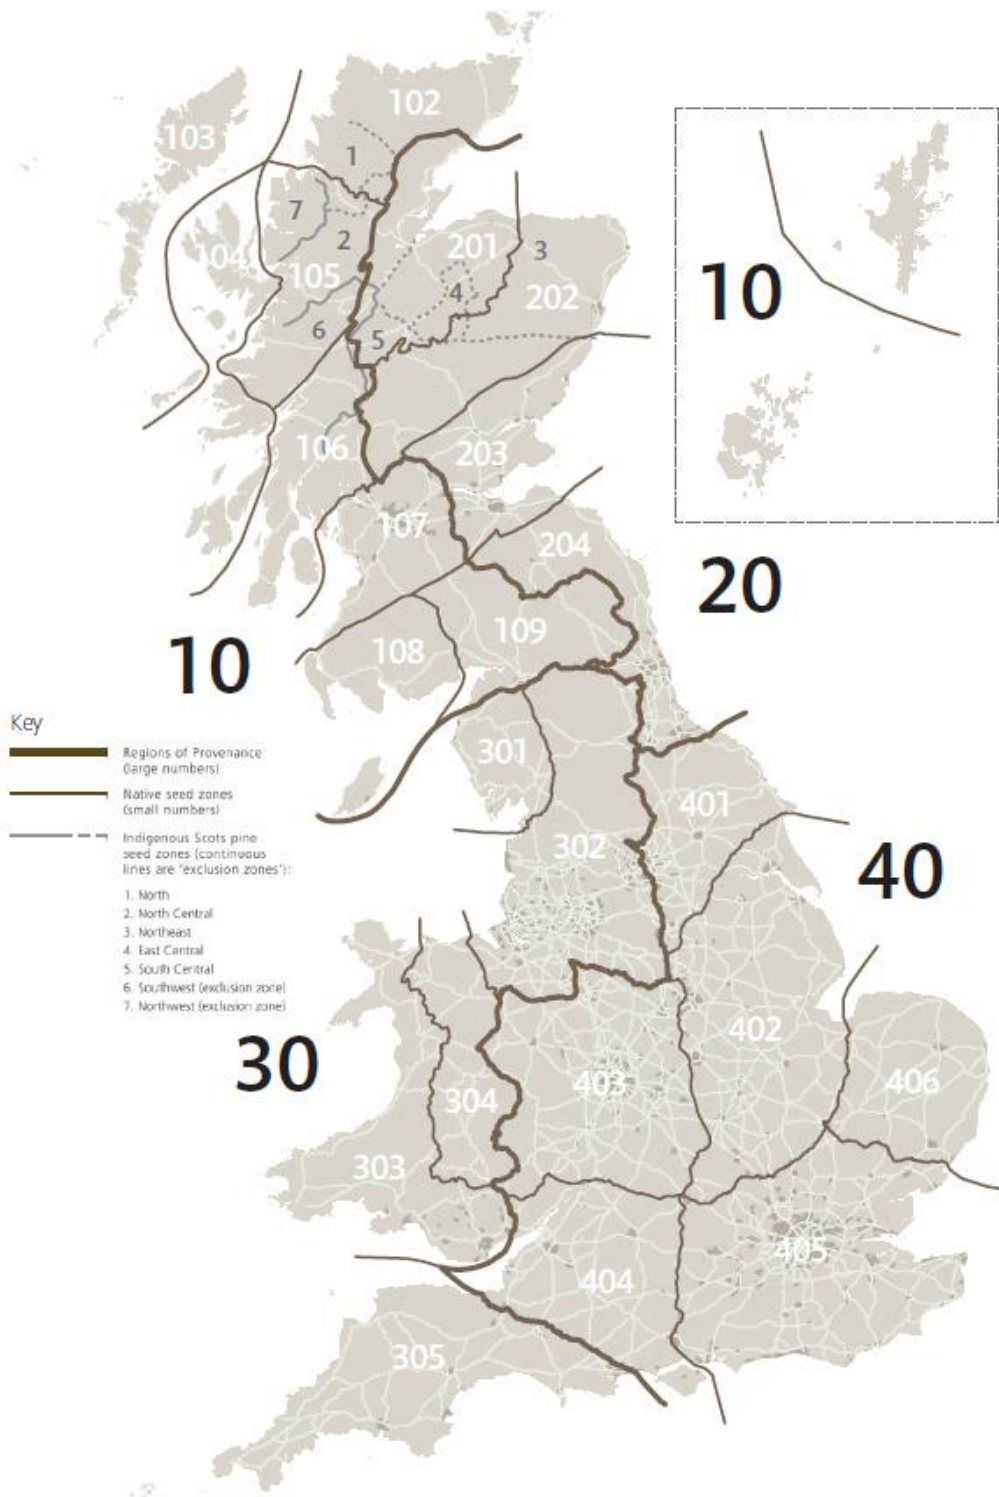 102
103
1
7
2
104
105
201
3
4
202
6
5
106
203
107
204
109
108
10
10
20
Key
Regions of Provenance
(large numbers)
Native seed zones
(small numbers)
Indigenous Scots pine
seed zones (continuous
lines are 'exclusion zones'):
1. North
2. North Central
3. Northeast
4. East Central
5. South Central
6. Southwest (exclusion zone)
7. Northwest (exclusion zone)
301
401
302
40
30
402
403
304
406
303
405
404
305